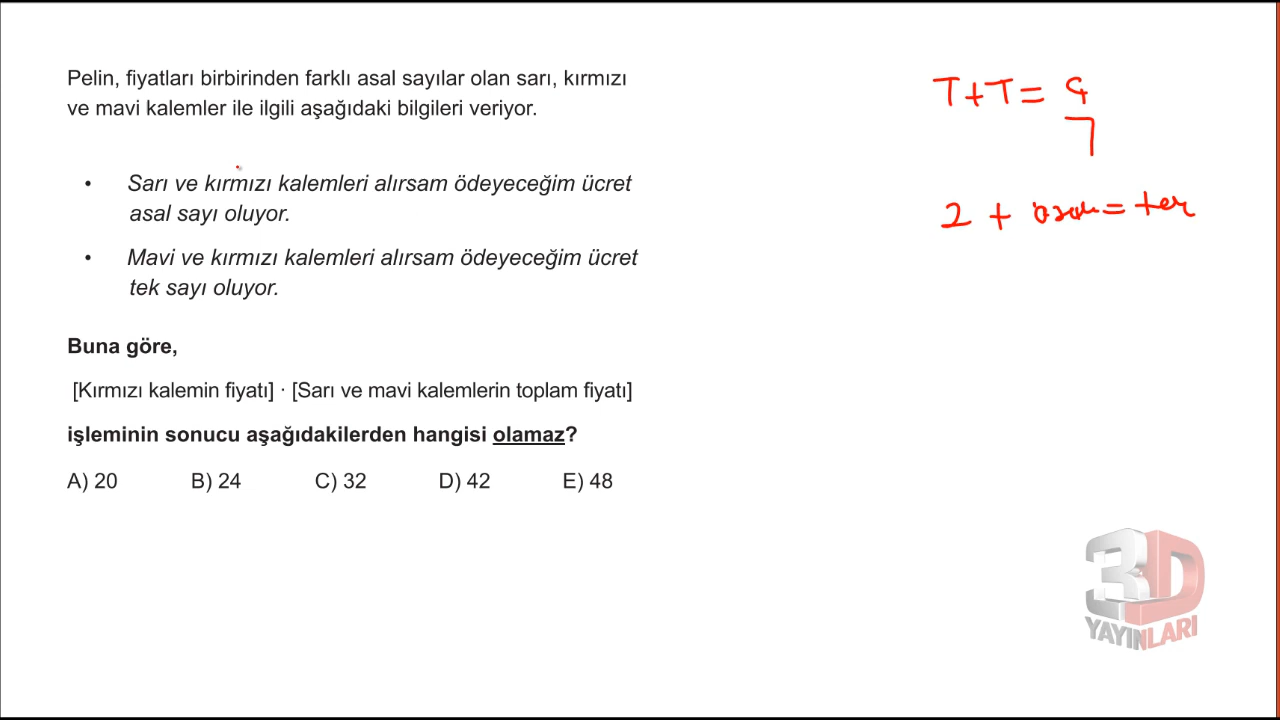 Pelin, fiyatları birbirinden farklı asal sayılar olan sarı, kırmızı
ve mavi kalemler ile ilgili aşağıdaki bilgileri veriyor.
• Sarı ve kırmızı kalemleri alırsam ödeyeceğim ücret
asal sayı oluyor.
• Mavi ve kırmızı kalemleri alırsam ödeyeceğim ücret
tek sayı oluyor.
Buna göre,
[Kırmızı kalemin fiyatı] · [Sarı ve mavi kalemlerin toplam fiyatı]
işleminin sonucu aşağıdakilerden hangisi olamaz?
A) 20 B) 24 C) 32 D) 42 E) 48
T+T= Ç
2 + asal = tek
3D
YAYINLARI